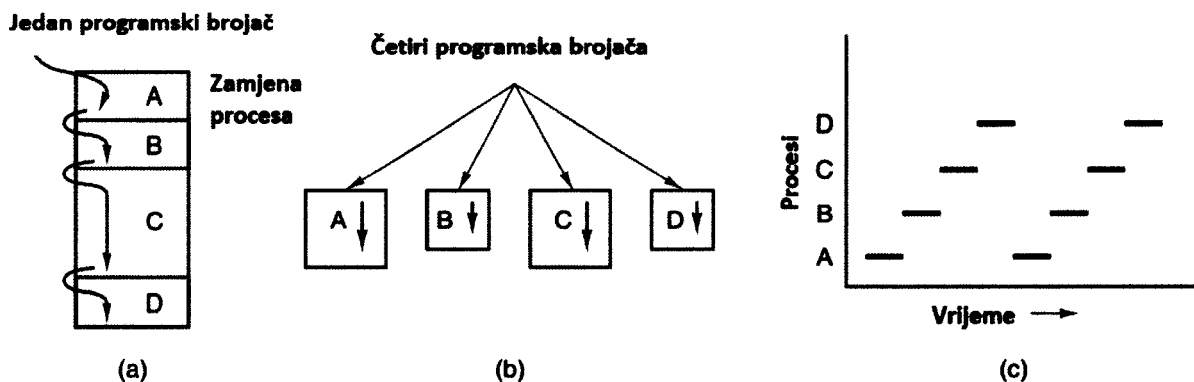 Jedan programski brojač
A
B
C
D
Zamjena
procesa
(a)
Četiri programska brojača
A
B
C
D
(b)
Procesi
D
C
B
A
Vrijeme
(c)